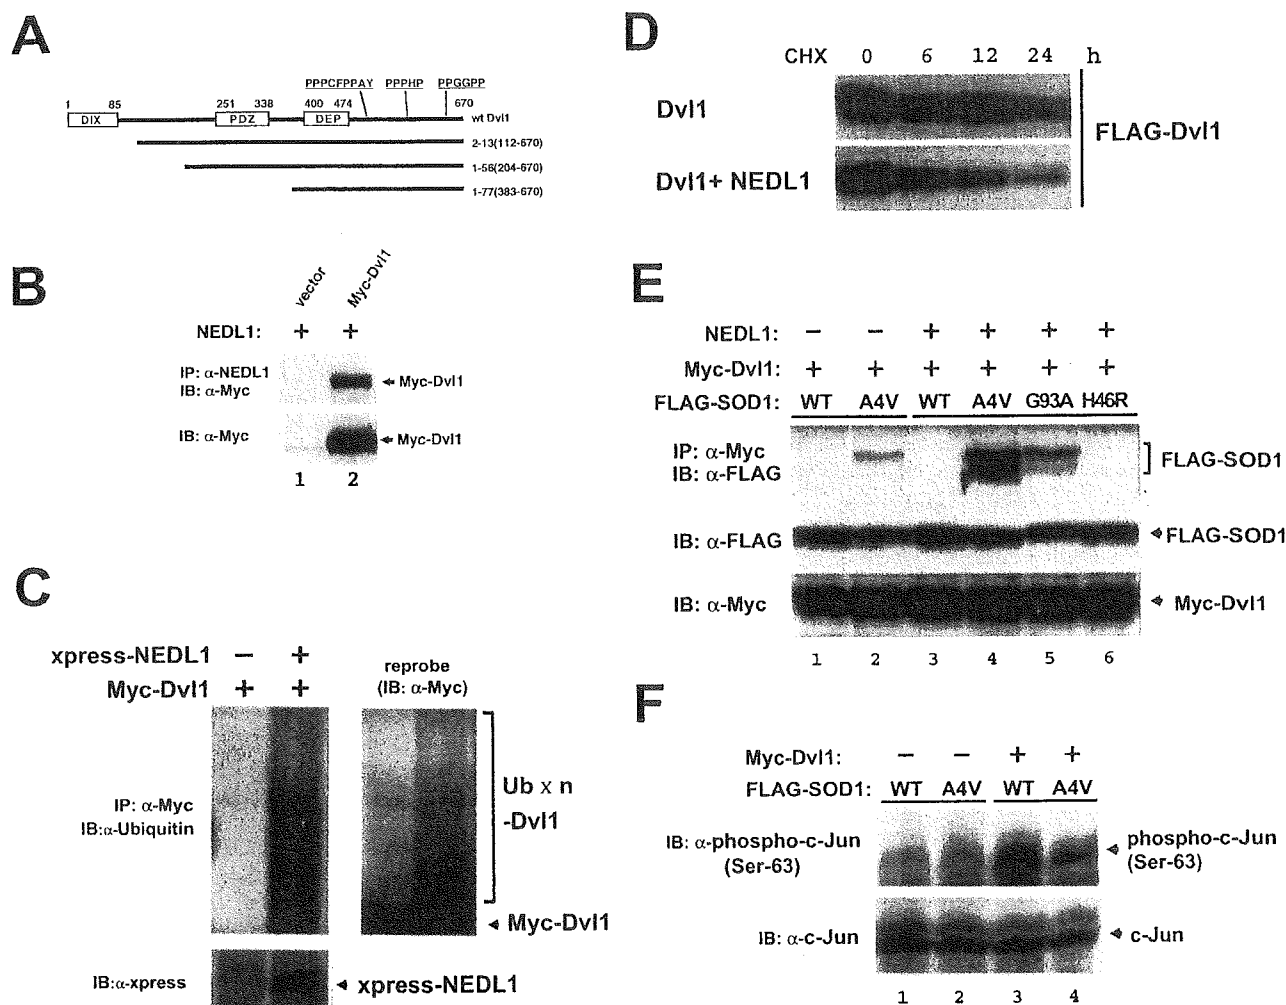 A
PPPCFPPAY PPPHP PPGGPP
1 85 251 338 400 474 670
DIX PDZ DEP wt Dvl1
2-13(112-670)
1-56(204-670)
1-77(383-670)
B
vector Myc-Dvl1
NEDL1: + +
IP: α-NEDL1
IB: α-Myc
Myc-Dvl1
IB: α-Myc
Myc-Dvl1
1 2
C
xpress-NEDL1 − +
Myc-Dvl1 + +
reprobe
(IB: α-Myc)
IP: α-Myc
IB:α-Ubiquitin
Ub x n
-Dvl1
Myc-Dvl1
IB:α-xpress
xpress-NEDL1
D
CHX 0 6 12 24 h
Dvl1
Dvl1+ NEDL1
FLAG-Dvl1
E
NEDL1: − − + + + +
Myc-Dvl1: + + + + + +
FLAG-SOD1: WT A4V WT A4V G93A H46R
IP: α-Myc
IB: α-FLAG
FLAG-SOD1
IB: α-FLAG
FLAG-SOD1
IB: α-Myc
Myc-Dvl1
1 2 3 4 5 6
F
Myc-Dvl1: − − + +
FLAG-SOD1: WT A4V WT A4V
IB: α-phospho-c-Jun
(Ser-63)
phospho-c-Jun
(Ser-63)
IB: α-c-Jun
c-Jun
1 2 3 4